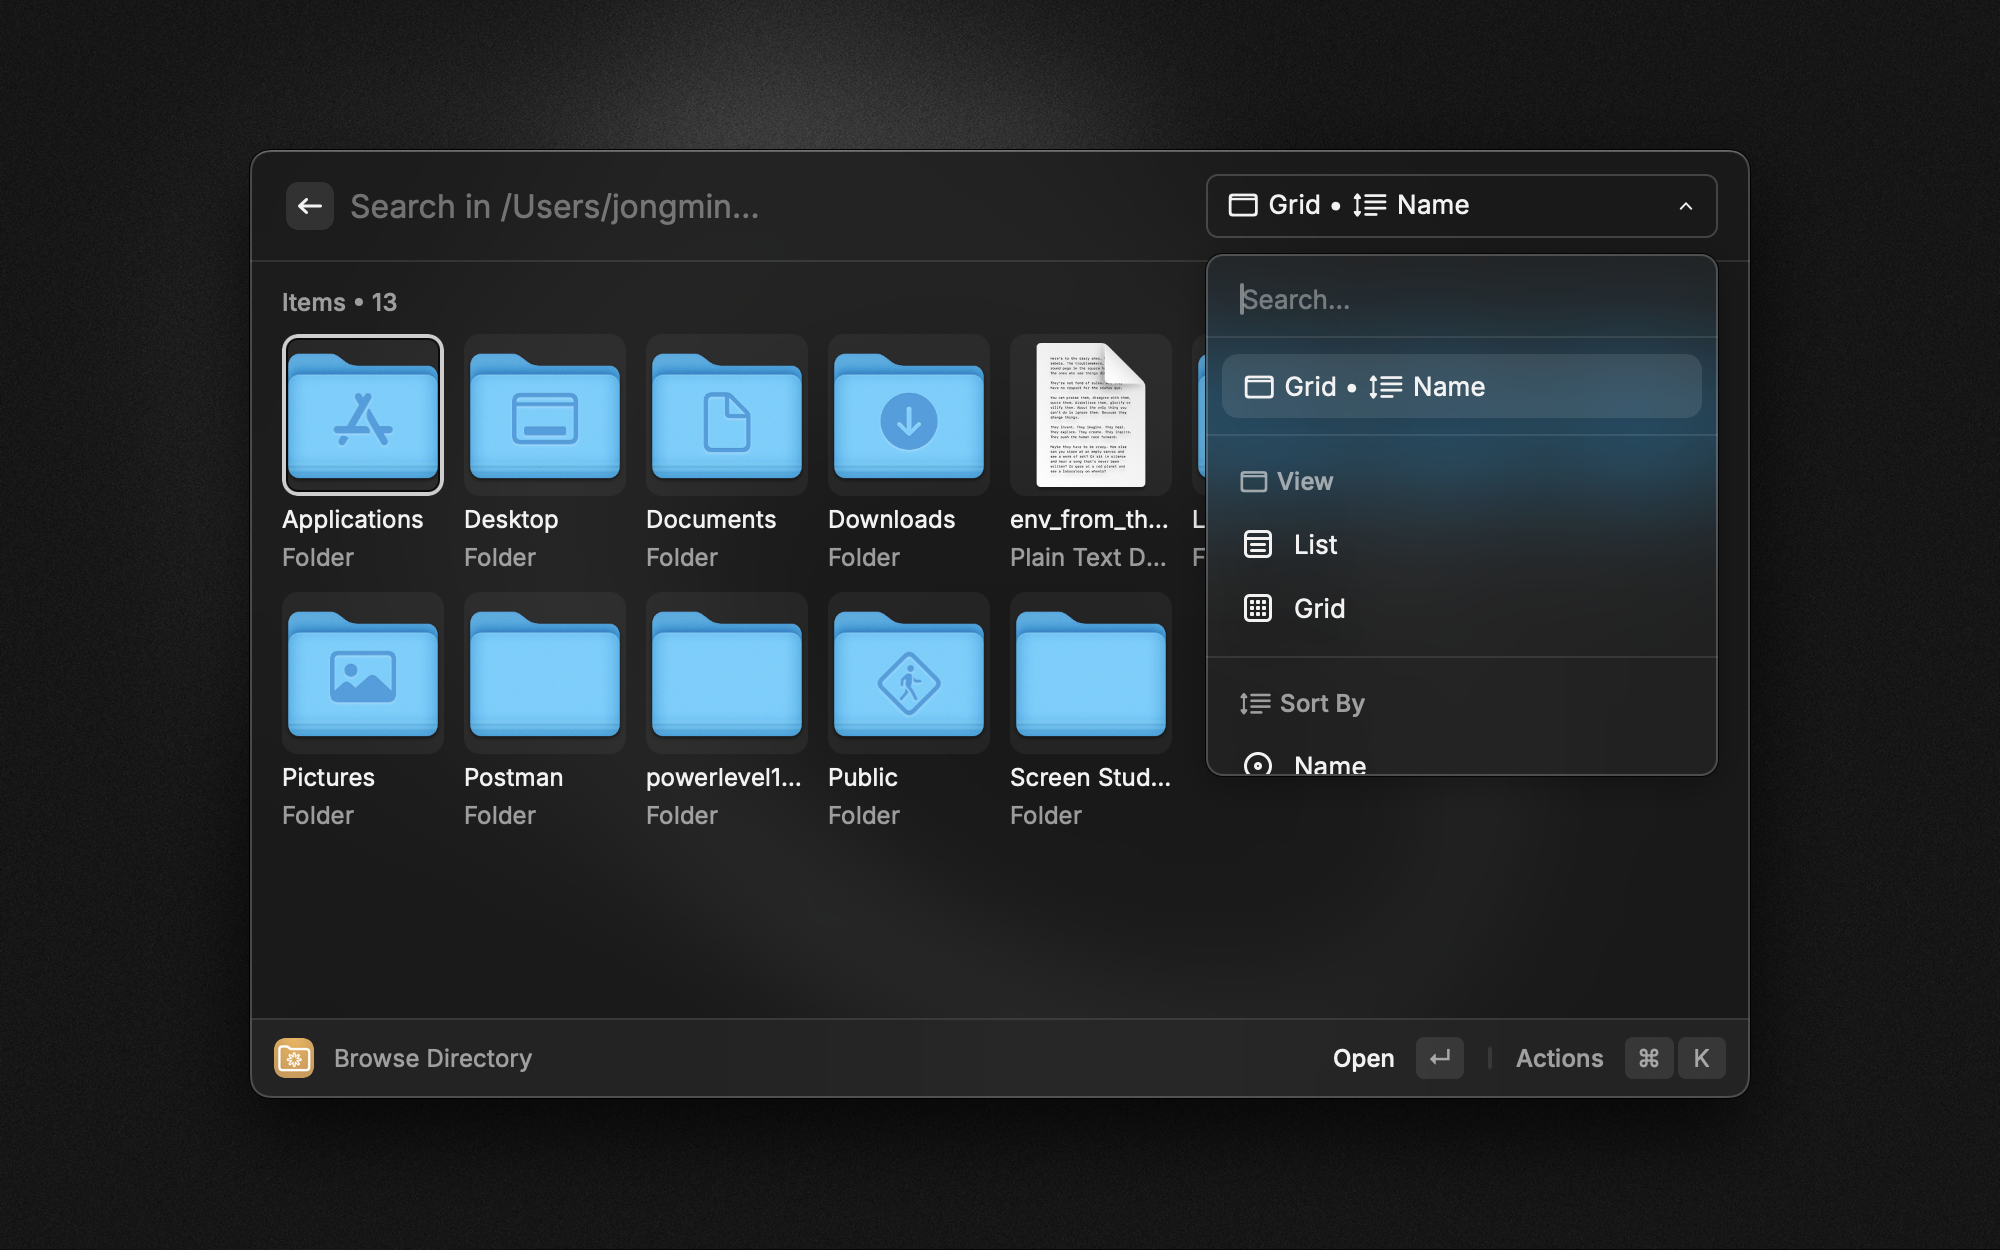 Search in /Users/jongmin...
Grid • Name
Items • 13
Search...
Grid • Name
View
List
Grid
Sort By
Name
Applications
Folder
Desktop
Folder
Documents
Folder
Downloads
Folder
env_from_th...
Plain Text D...
L
F
Pictures
Folder
Postman
Folder
powerlevel1...
Folder
Public
Folder
Screen Stud...
Folder
Browse Directory
Open
Actions
⌘ K